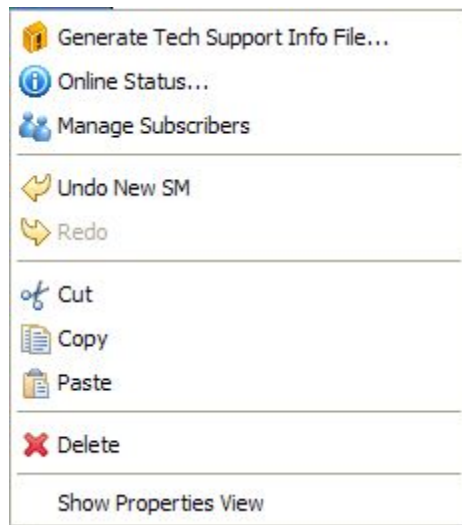 Generate Tech Support Info File...
Online Status...
Manage Subscribers
Undo New SM
Redo
Cut
Copy
Paste
Delete
Show Properties View